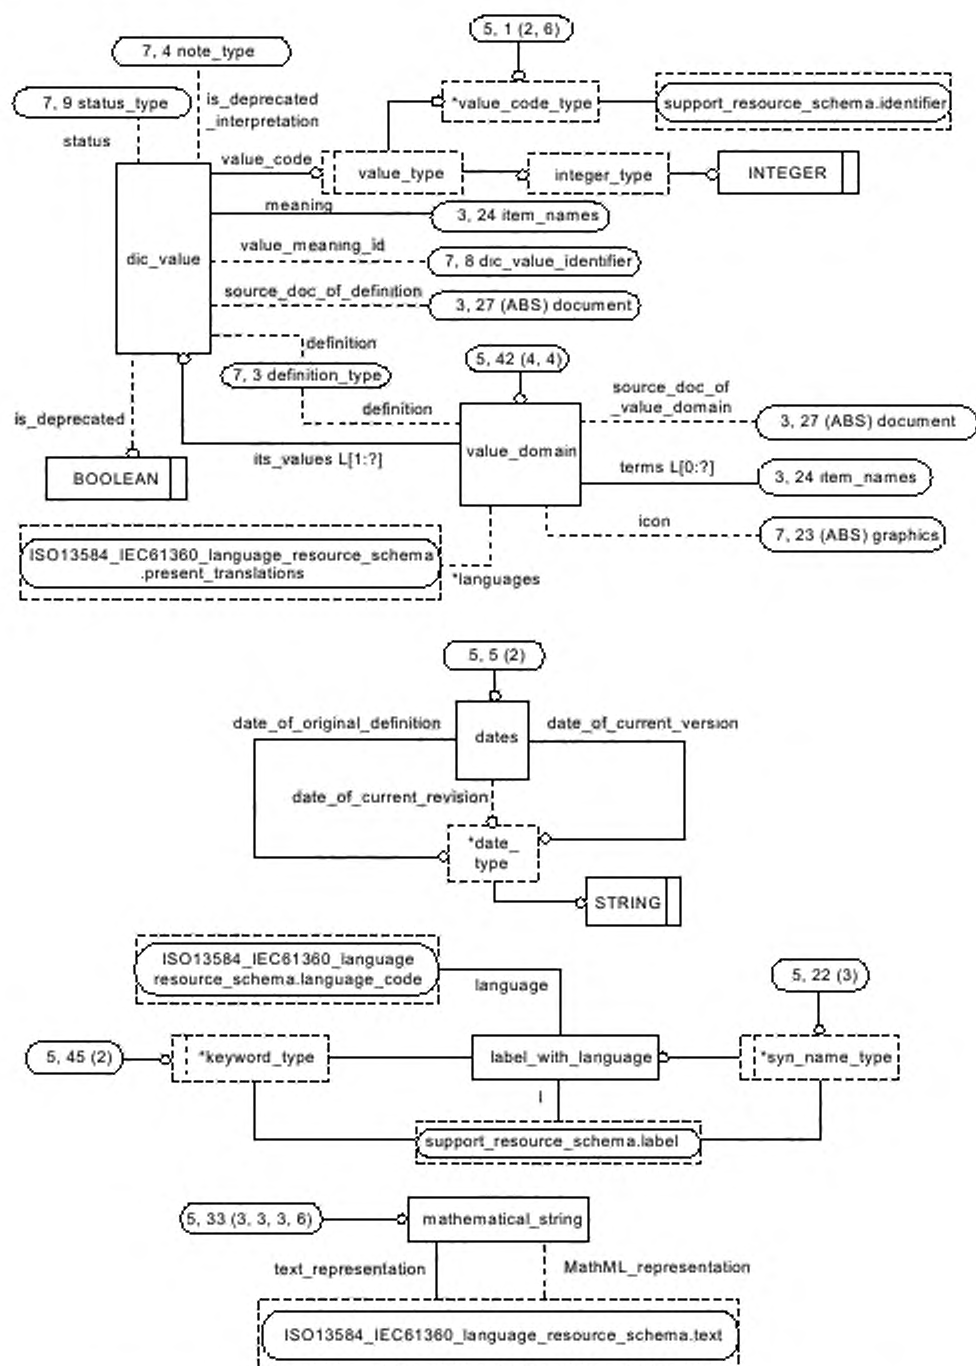 5, 1 (2, 6)
7, 4 note_type
7, 9 status_type
is_deprecated
_interpretation
status
*value_code_type
support_resource_schema.identifier
value_code
value_type
integer_type
INTEGER
meaning
3, 24 item_names
dic_value
value_meaning_id
7, 8 dic_value_identifier
source_doc_of_definition
3, 27 (ABS) document
definition
7, 3 definition_type
5, 42 (4, 4)
is_deprecated
definition
source_doc_of
_value_domain
3, 27 (ABS) document
value_domain
its_values L[1:?]
BOOLEAN
terms L[0:?]
3, 24 item_names
icon
7, 23 (ABS) graphics
ISO13584_IEC61360_language_resource_schema
.present_translations
*languages
5, 5 (2)
date_of_original_definition
dates
date_of_current_version
date_of_current_revision
*date_
type
STRING
ISO13584_IEC61360_language
resource_schema.language_code
language
5, 22 (3)
5, 45 (2)
*keyword_type
label_with_language
*syn_name_type
l
support_resource_schema.label
5, 33 (3, 3, 3, 6)
mathematical_string
text_representation
MathML_representation
ISO13584_IEC61360_language_resource_schema.text